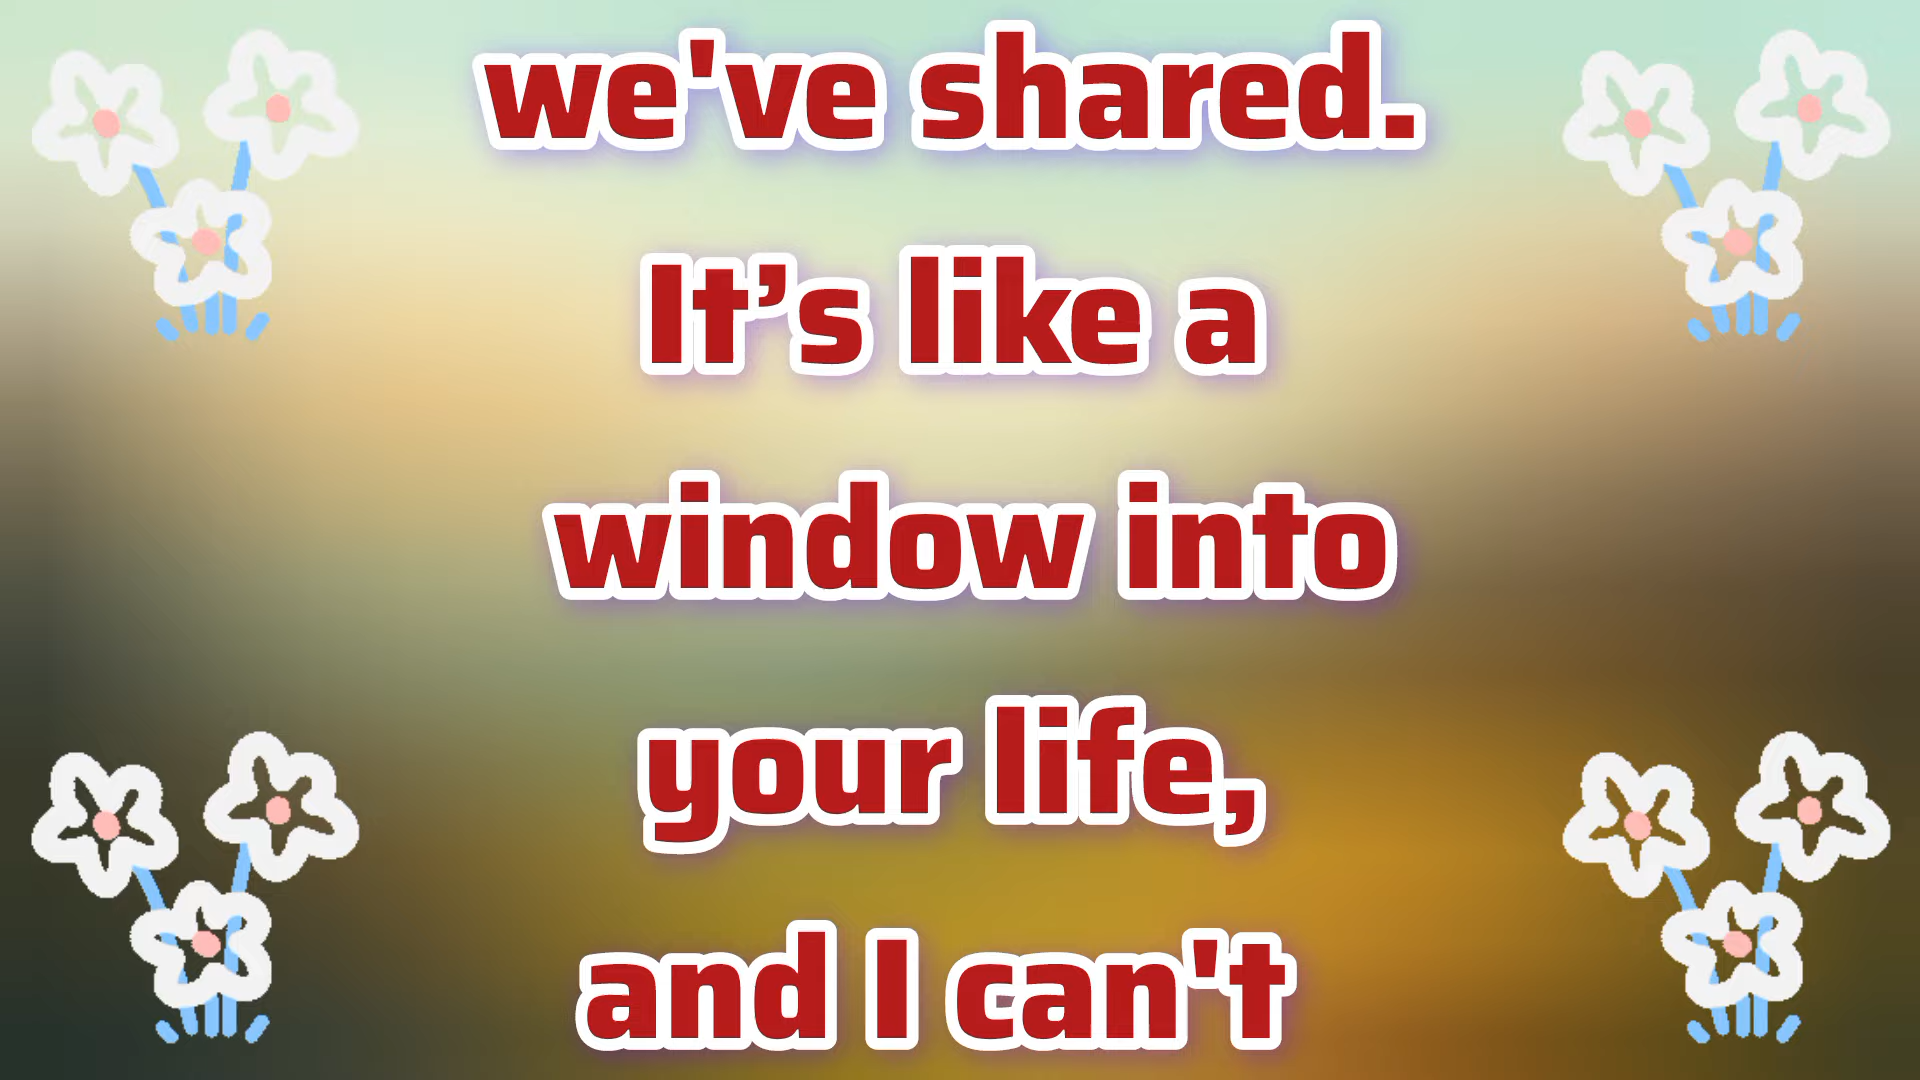 we've shared.
It’s like a
window into
your life,
and I can't